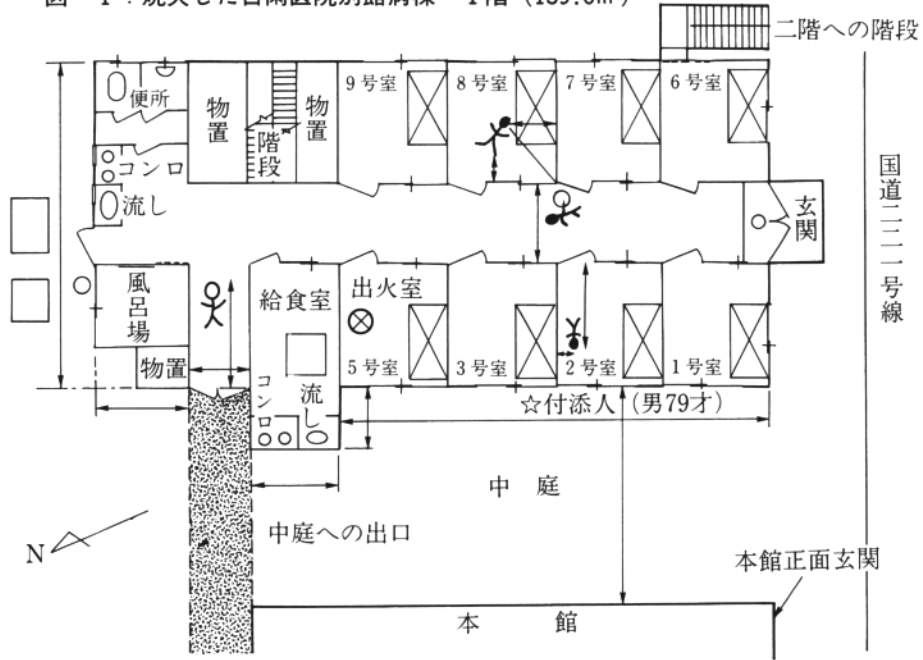 図-1：焼失した吉岡医院別館病棟 1階（189.0m²）
二階への階段
9号室
8号室
7号室
6号室
便所
物置
階段
物置
コンロ
流し
玄関
国道二二一号線
風呂場
物置
給食室
コンロ
流し
出火室
5号室
3号室
2号室
1号室
☆付添人（男79才）
中庭
中庭への出口
N
本館正面玄関
本館